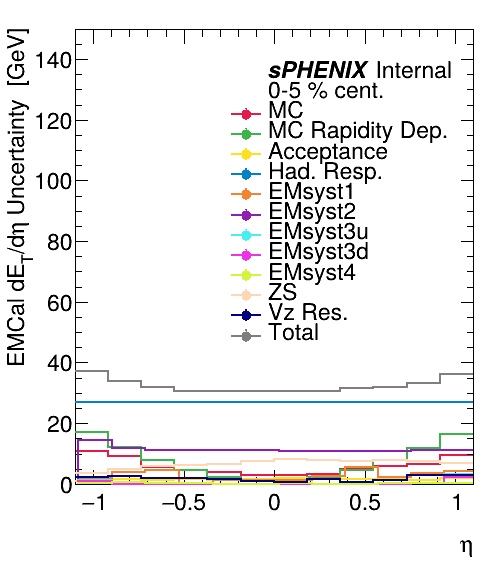 EMCal dE_T/dη Uncertainty [GeV]
140
120
100
80
60
40
20
0
sPHENIX Internal
0-5 % cent.
MC
MC Rapidity Dep.
Acceptance
Had. Resp.
EMsyst1
EMsyst2
EMsyst3u
EMsyst3d
EMsyst4
ZS
Vz Res.
Total
−1 −0.5 0 0.5 1
η